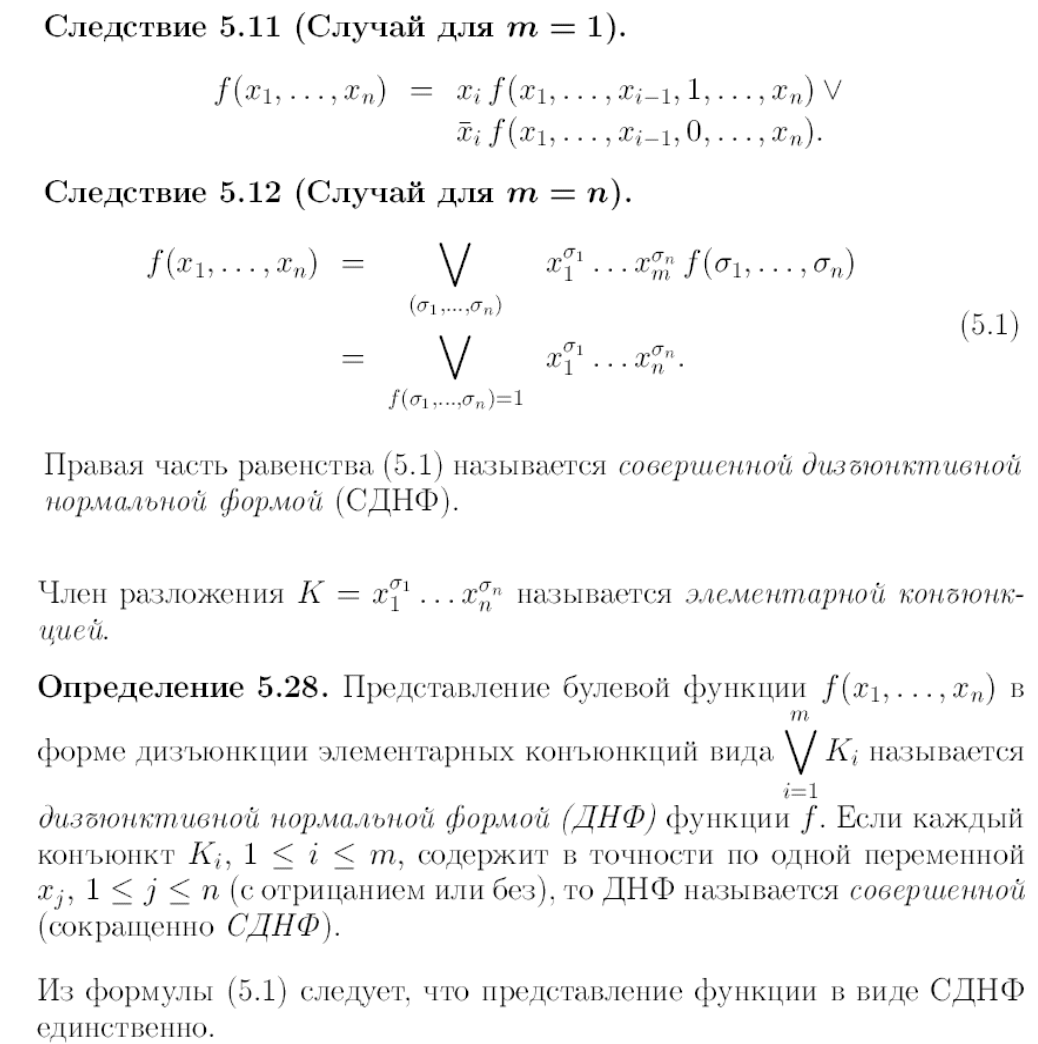 Следствие 5.11 (Случай для m = 1).
f(x₁, . . . , xₙ) = xᵢ f(x₁, . . . , xᵢ₋₁, 1, . . . , xₙ) ∨
x̄ᵢ f(x₁, . . . , xᵢ₋₁, 0, . . . , xₙ).
Следствие 5.12 (Случай для m = n).
f(x₁, . . . , xₙ) = ⋁_{(σ₁,...,σₙ)} x₁^{σ₁} . . . x_m^{σₙ} f(σ₁, . . . , σₙ)
(5.1)
= ⋁_{f(σ₁,...,σₙ)=1} x₁^{σ₁} . . . xₙ^{σₙ}.
Правая часть равенства (5.1) называется совершенной дизъюнктивной
нормальной формой (СДНФ).
Член разложения K = x₁^{σ₁} . . . xₙ^{σₙ} называется элементарной конъюнк-
цией.
Определение 5.28. Представление булевой функции f(x₁, . . . , xₙ) в
форме дизъюнкции элементарных конъюнкций вида ⋁_{i=1}^{m} Kᵢ называется
дизъюнктивной нормальной формой (ДНФ) функции f. Если каждый
конъюнкт Kᵢ, 1 ≤ i ≤ m, содержит в точности по одной переменной
xⱼ, 1 ≤ j ≤ n (с отрицанием или без), то ДНФ называется совершенной
(сокращенно СДНФ).
Из формулы (5.1) следует, что представление функции в виде СДНФ
единственно.